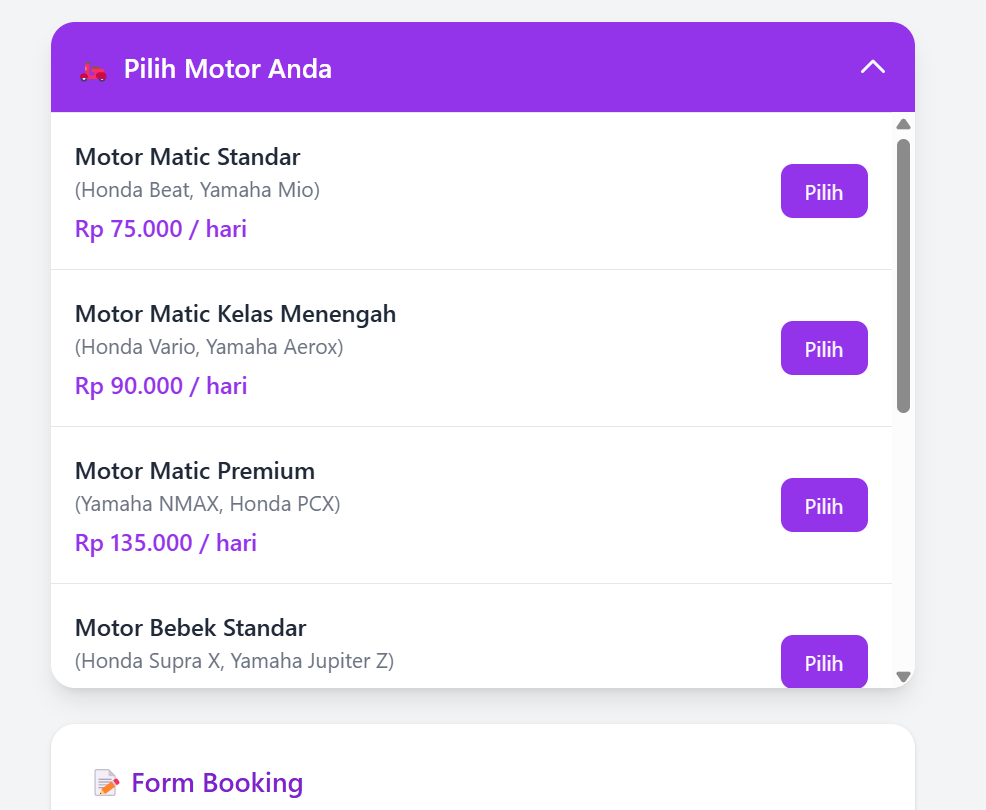 Pilih Motor Anda
Motor Matic Standar
(Honda Beat, Yamaha Mio)
Rp 75.000 / hari
Pilih
Motor Matic Kelas Menengah
(Honda Vario, Yamaha Aerox)
Rp 90.000 / hari
Pilih
Motor Matic Premium
(Yamaha NMAX, Honda PCX)
Rp 135.000 / hari
Pilih
Motor Bebek Standar
(Honda Supra X, Yamaha Jupiter Z)
Pilih
Form Booking